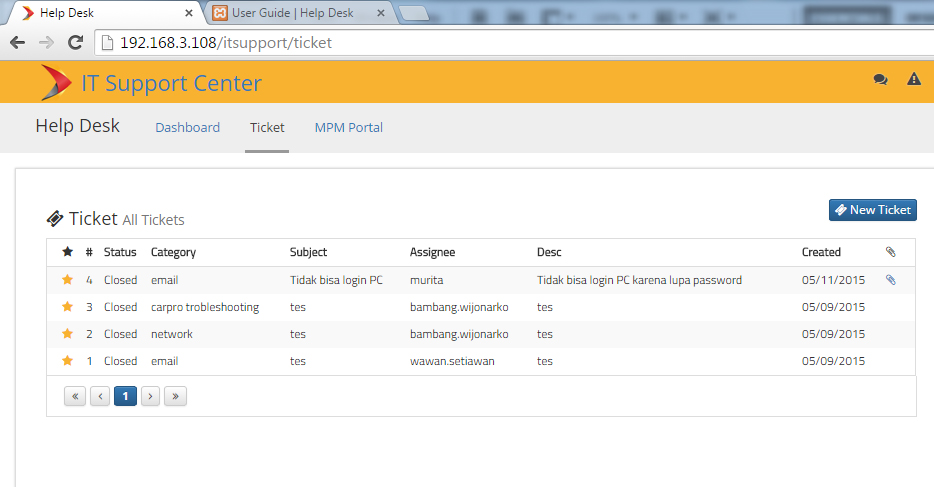 Help Desk
User Guide | Help Desk
192.168.3.108/itsupport/ticket
IT Support Center
Help Desk Dashboard Ticket MPM Portal
Ticket All Tickets
New Ticket
# Status Category Subject Assignee Desc Created
4 Closed email Tidak bisa login PC murita Tidak bisa login PC karena lupa password 05/11/2015
3 Closed carpro trobleshooting tes bambang.wijonarko tes 05/09/2015
2 Closed network tes bambang.wijonarko tes 05/09/2015
1 Closed email tes wawan.setiawan tes 05/09/2015
« ‹ 1 › »